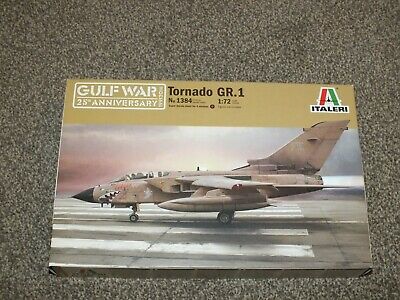 GULF WAR
25th ANNIVERSARY
Tornado GR.1
No 1384
1:72
ITALERI